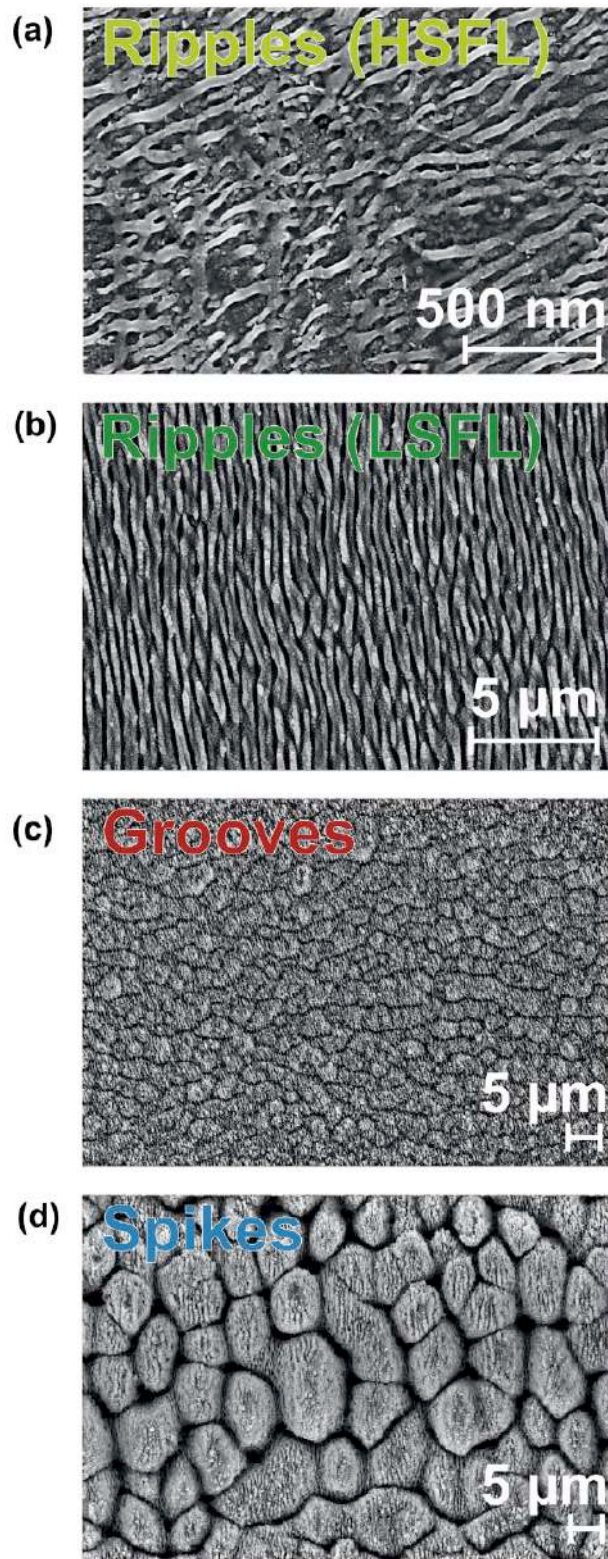 (a)
Ripples (HSFL)
500 nm
(b)
Ripples (LSFL)
5 µm
(c)
Grooves
5 µm
(d)
Spikes
5 µm